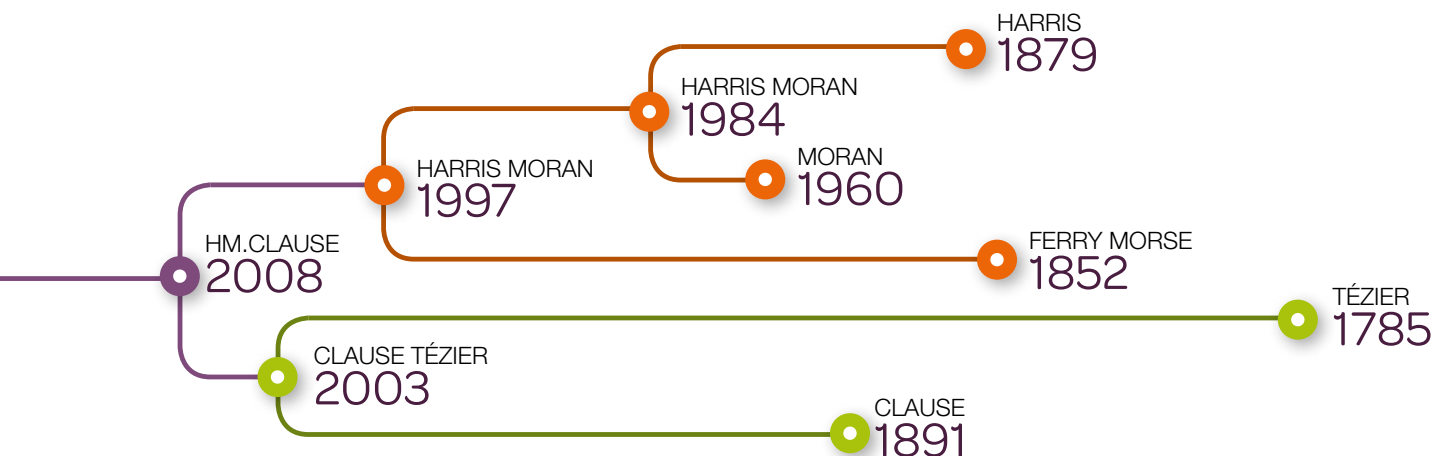 HARRIS
1879
HARRIS MORAN
1984
MORAN
1960
HARRIS MORAN
1997
FERRY MORSE
1852
HM.CLAUSE
2008
TÉZIER
1785
CLAUSE TÉZIER
2003
CLAUSE
1891